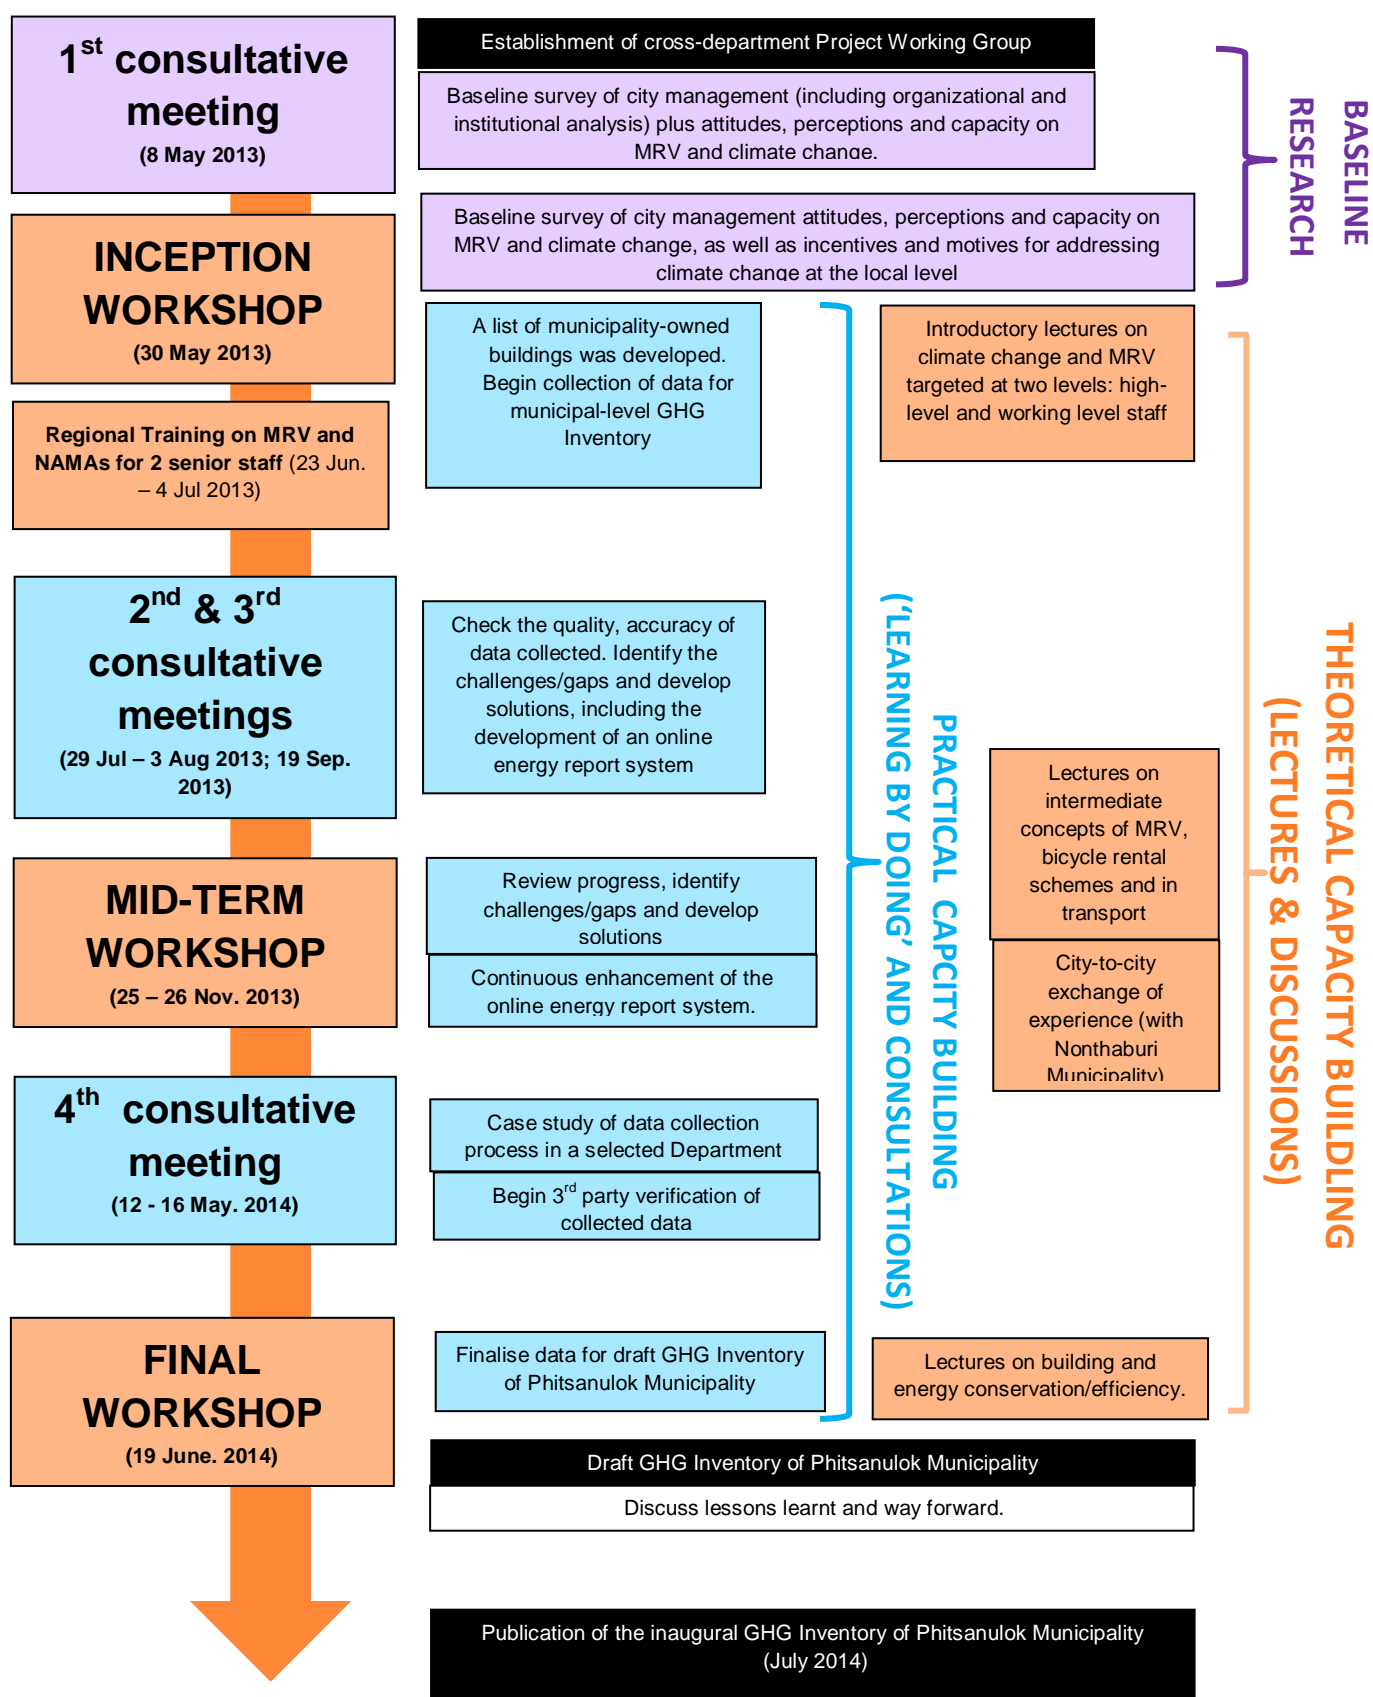 1st consultative
meeting
(8 May 2013)
Establishment of cross-department Project Working Group
Baseline survey of city management (including organizational and
institutional analysis) plus attitudes, perceptions and capacity on
MRV and climate change.
BASELINE
RESEARCH
INCEPTION
WORKSHOP
(30 May 2013)
Baseline survey of city management attitudes, perceptions and capacity on
MRV and climate change, as well as incentives and motives for addressing
climate change at the local level
A list of municipality-owned
buildings was developed.
Begin collection of data for
municipal-level GHG
Inventory
Introductory lectures on
climate change and MRV
targeted at two levels: high-
level and working level staff
Regional Training on MRV and
NAMAs for 2 senior staff (23 Jun.
– 4 Jul 2013)
2nd & 3rd
consultative
meetings
(29 Jul – 3 Aug 2013; 19 Sep.
2013)
Check the quality, accuracy of
data collected. Identify the
challenges/gaps and develop
solutions, including the
development of an online
energy report system
PRACTICAL CAPCITY BUILDING
(‘LEARNING BY DOING’ AND CONSULTATIONS)
Lectures on
intermediate
concepts of MRV,
bicycle rental
schemes and in
transport
City-to-city
exchange of
experience (with
Nonthaburi
Municipality)
THEORETICAL CAPACITY BUILDLING
(LECTURES & DISCUSSIONS)
MID-TERM
WORKSHOP
(25 – 26 Nov. 2013)
Review progress, identify
challenges/gaps and develop
solutions
Continuous enhancement of the
online energy report system.
4th consultative
meeting
(12 - 16 May. 2014)
Case study of data collection
process in a selected Department
Begin 3rd party verification of
collected data
FINAL
WORKSHOP
(19 June. 2014)
Finalise data for draft GHG Inventory
of Phitsanulok Municipality
Lectures on building and
energy conservation/efficiency.
Draft GHG Inventory of Phitsanulok Municipality
Discuss lessons learnt and way forward.
Publication of the inaugural GHG Inventory of Phitsanulok Municipality
(July 2014)